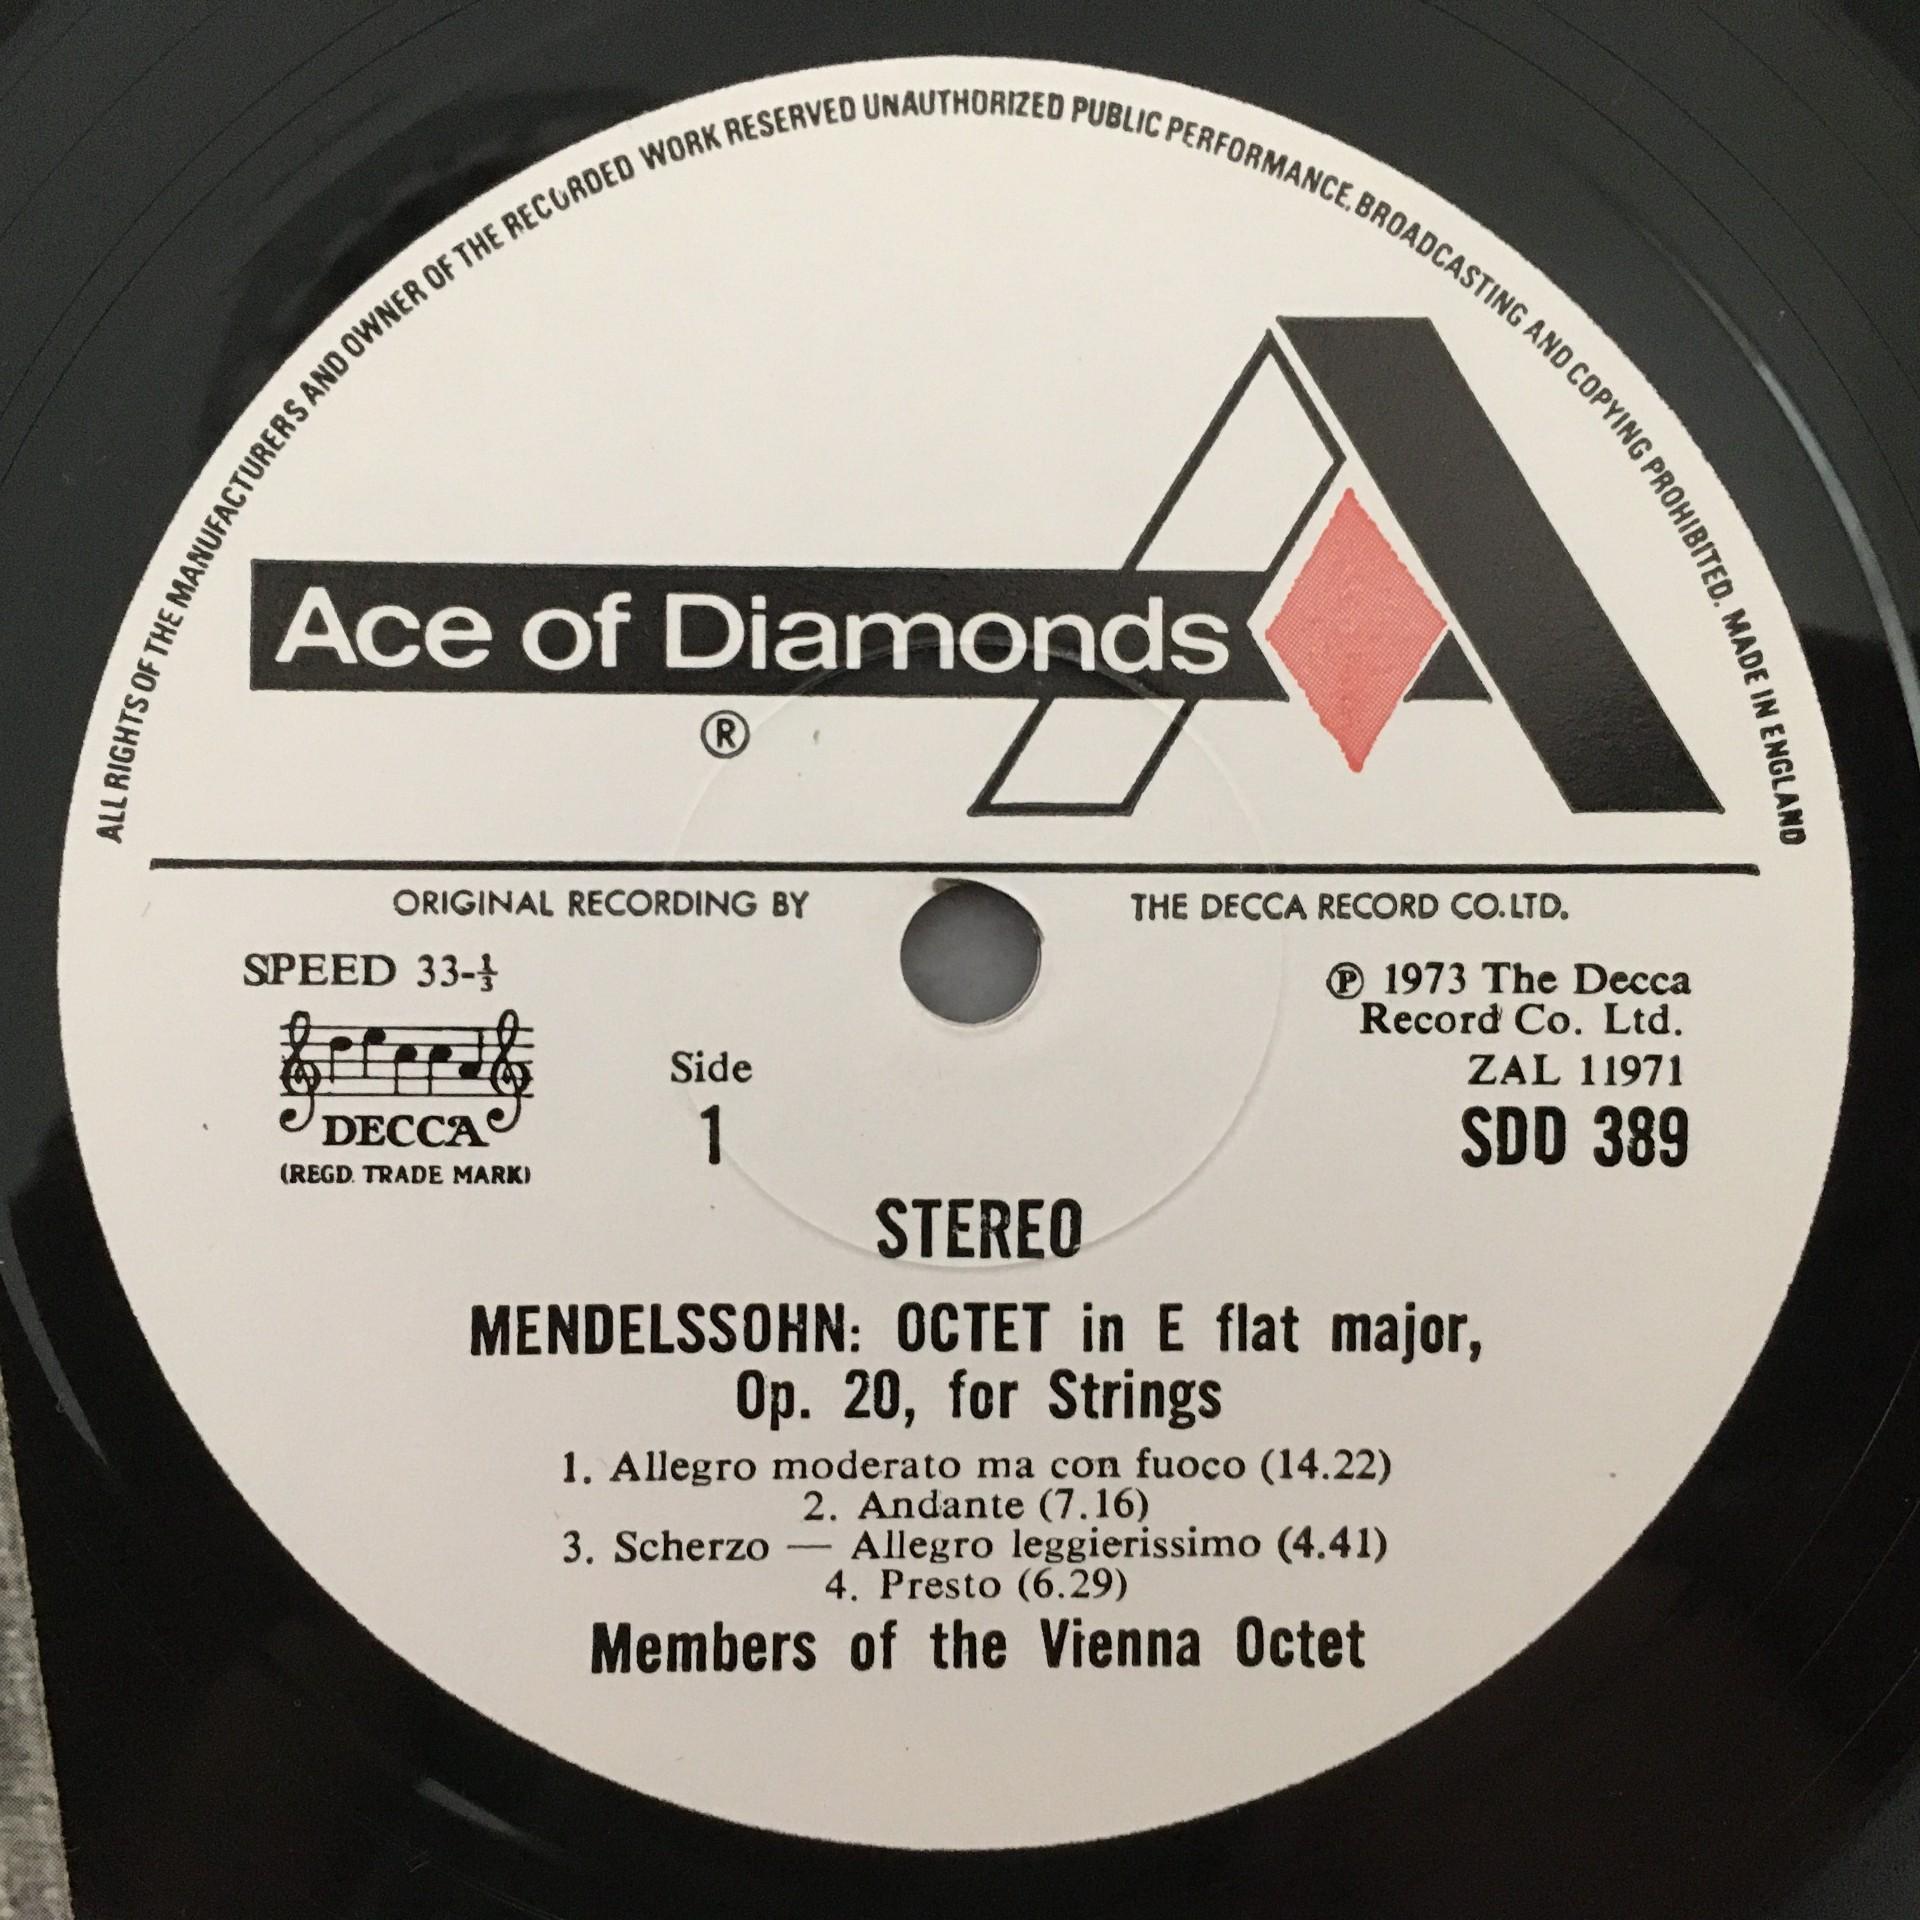 ALL RIGHTS OF THE MANUFACTURERS AND OWNER OF THE RECORDED WORK RESERVED UNAUTHORIZED PUBLIC PERFORMANCE. BROADCASTING AND COPYING PROHIBITED. MADE IN ENGLAND
Ace of Diamonds
®
ORIGINAL RECORDING BY THE DECCA RECORD CO. LTD.
SPEED 33-⅓
DECCA
(REGD. TRADE MARK)
Side
1
℗ 1973 The Decca
Record Co. Ltd.
ZAL 11971
SDD 389
STEREO
MENDELSSOHN: OCTET in E flat major,
Op. 20, for Strings
1. Allegro moderato ma con fuoco (14.22)
2. Andante (7.16)
3. Scherzo — Allegro leggierissimo (4.41)
4. Presto (6.29)
Members of the Vienna Octet